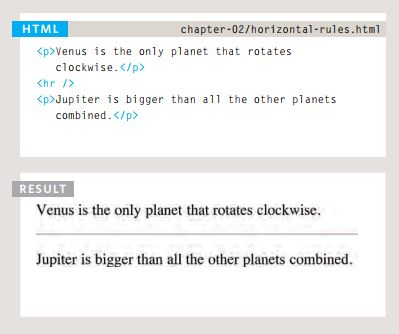 HTML
chapter-02/horizontal-rules.html
<p>Venus is the only planet that rotates
clockwise.</p>
<hr />
<p>Jupiter is bigger than all the other planets
combined.</p>
RESULT
Venus is the only planet that rotates clockwise.
Jupiter is bigger than all the other planets combined.